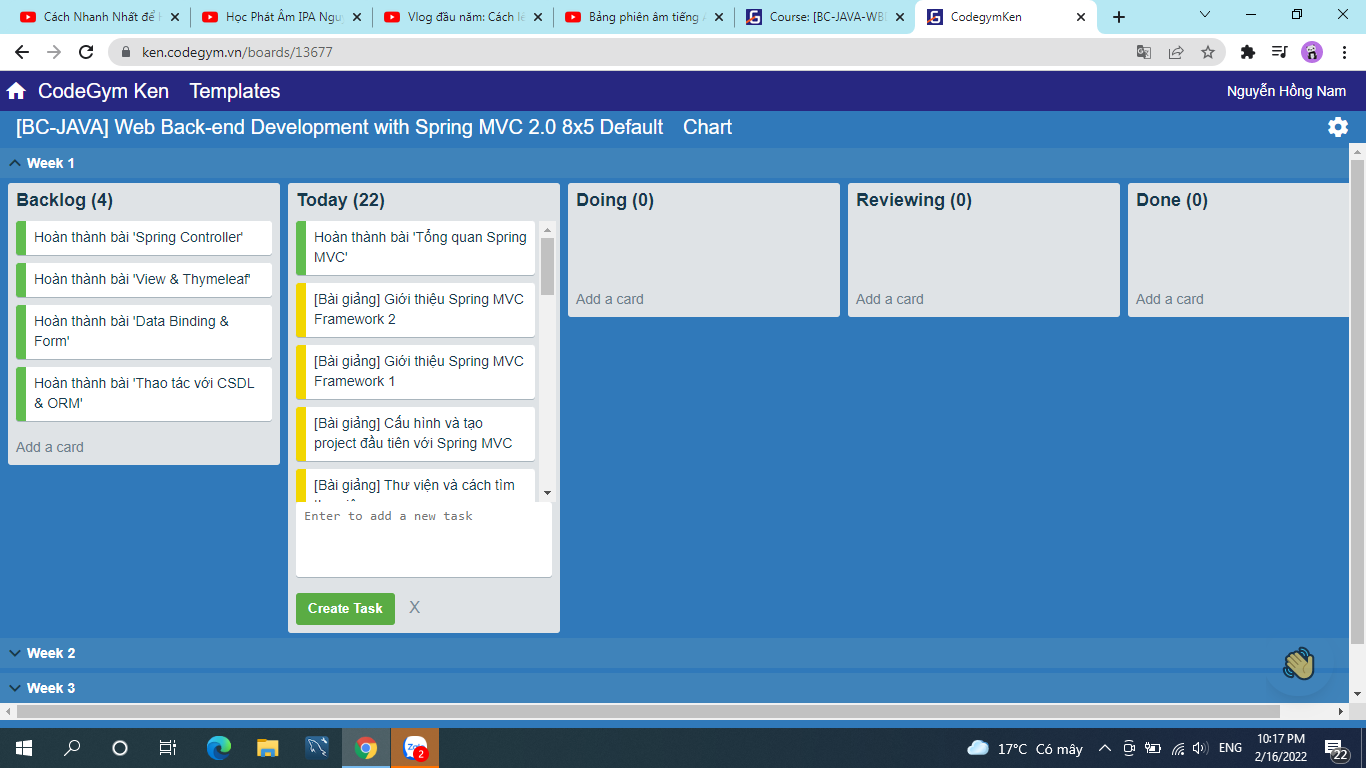 Cách Nhanh Nhất để
Học Phát Âm IPA
Vlog đầu năm: Cách
Bảng phiên âm tiếng
Course: [BC-JAVA-WB
CodegymKen
ken.codegym.vn/boards/13677
CodeGym Ken
Templates
Nguyễn Hồng Nam
[BC-JAVA] Web Back-end Development with Spring MVC 2.0 8x5 Default
Chart
Week 1
Backlog (4)
Hoàn thành bài 'Spring Controller'
Hoàn thành bài 'View & Thymeleaf'
Hoàn thành bài 'Data Binding &
Form'
Hoàn thành bài 'Thao tác với CSDL
& ORM'
Add a card
Today (22)
Hoàn thành bài 'Tổng quan Spring
MVC'
[Bài giảng] Giới thiệu Spring MVC
Framework 2
[Bài giảng] Giới thiệu Spring MVC
Framework 1
[Bài giảng] Cấu hình và tạo
project đầu tiên với Spring MVC
[Bài giảng] Thư viện và cách tìm
Enter to add a new task
Create Task
X
Doing (0)
Add a card
Reviewing (0)
Add a card
Done (0)
Add a card
Week 2
Week 3
Zalo
2
17°C Có mây
ENG
10:17 PM
2/16/2022
22